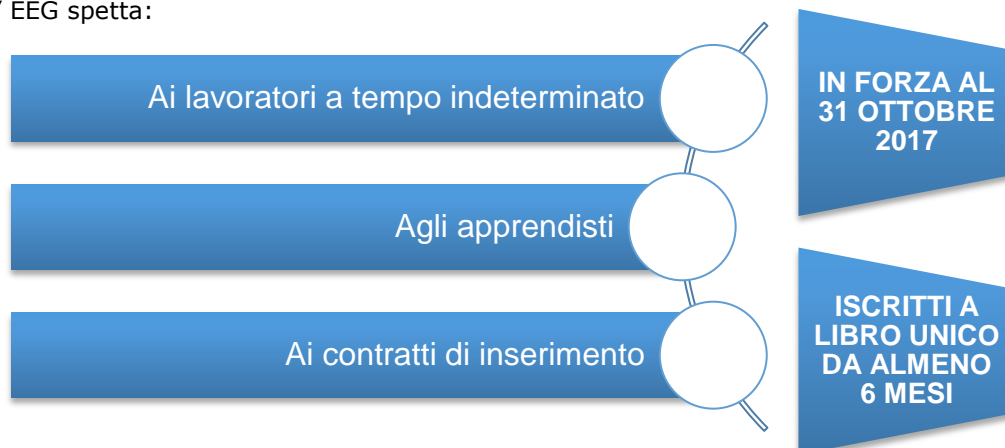 EEG spetta:
Ai lavoratori a tempo indeterminato
Agli apprendisti
Ai contratti di inserimento
IN FORZA AL
31 OTTOBRE
2017
ISCRITTI A
LIBRO UNICO
DA ALMENO
6 MESI